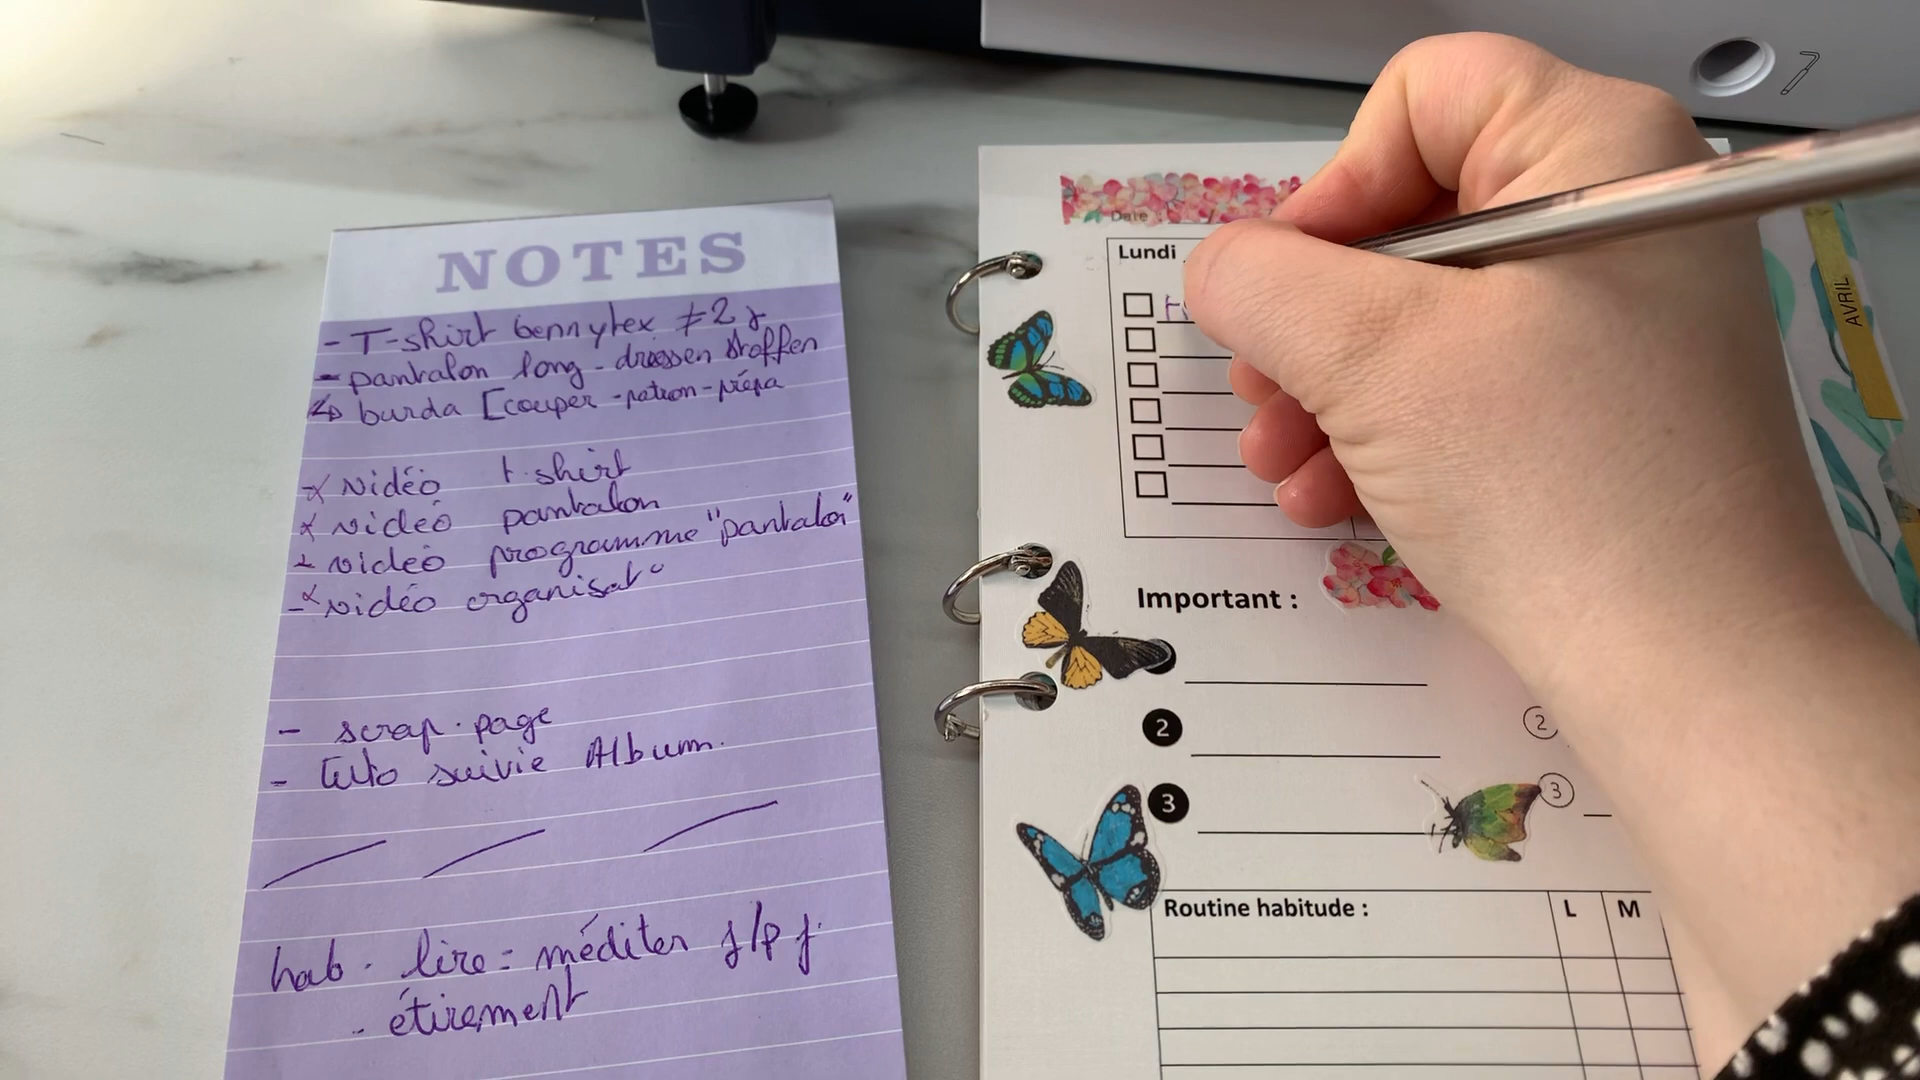 NOTES
- T-shirt bennytex ≠ 2
- pantalon long - driessen stoffen
burda [couper - patron - prépa
x vidéo t-shirt
x vidéo pantalon
vidéo programme "pantalon"
-x vidéo organisat°
- scrap. page
- Tuto suivie Album.
hab. lire = méditer
- étirement
Date :
Lundi
Important :
2
2
3
3
Routine habitude :
L M
AVRIL